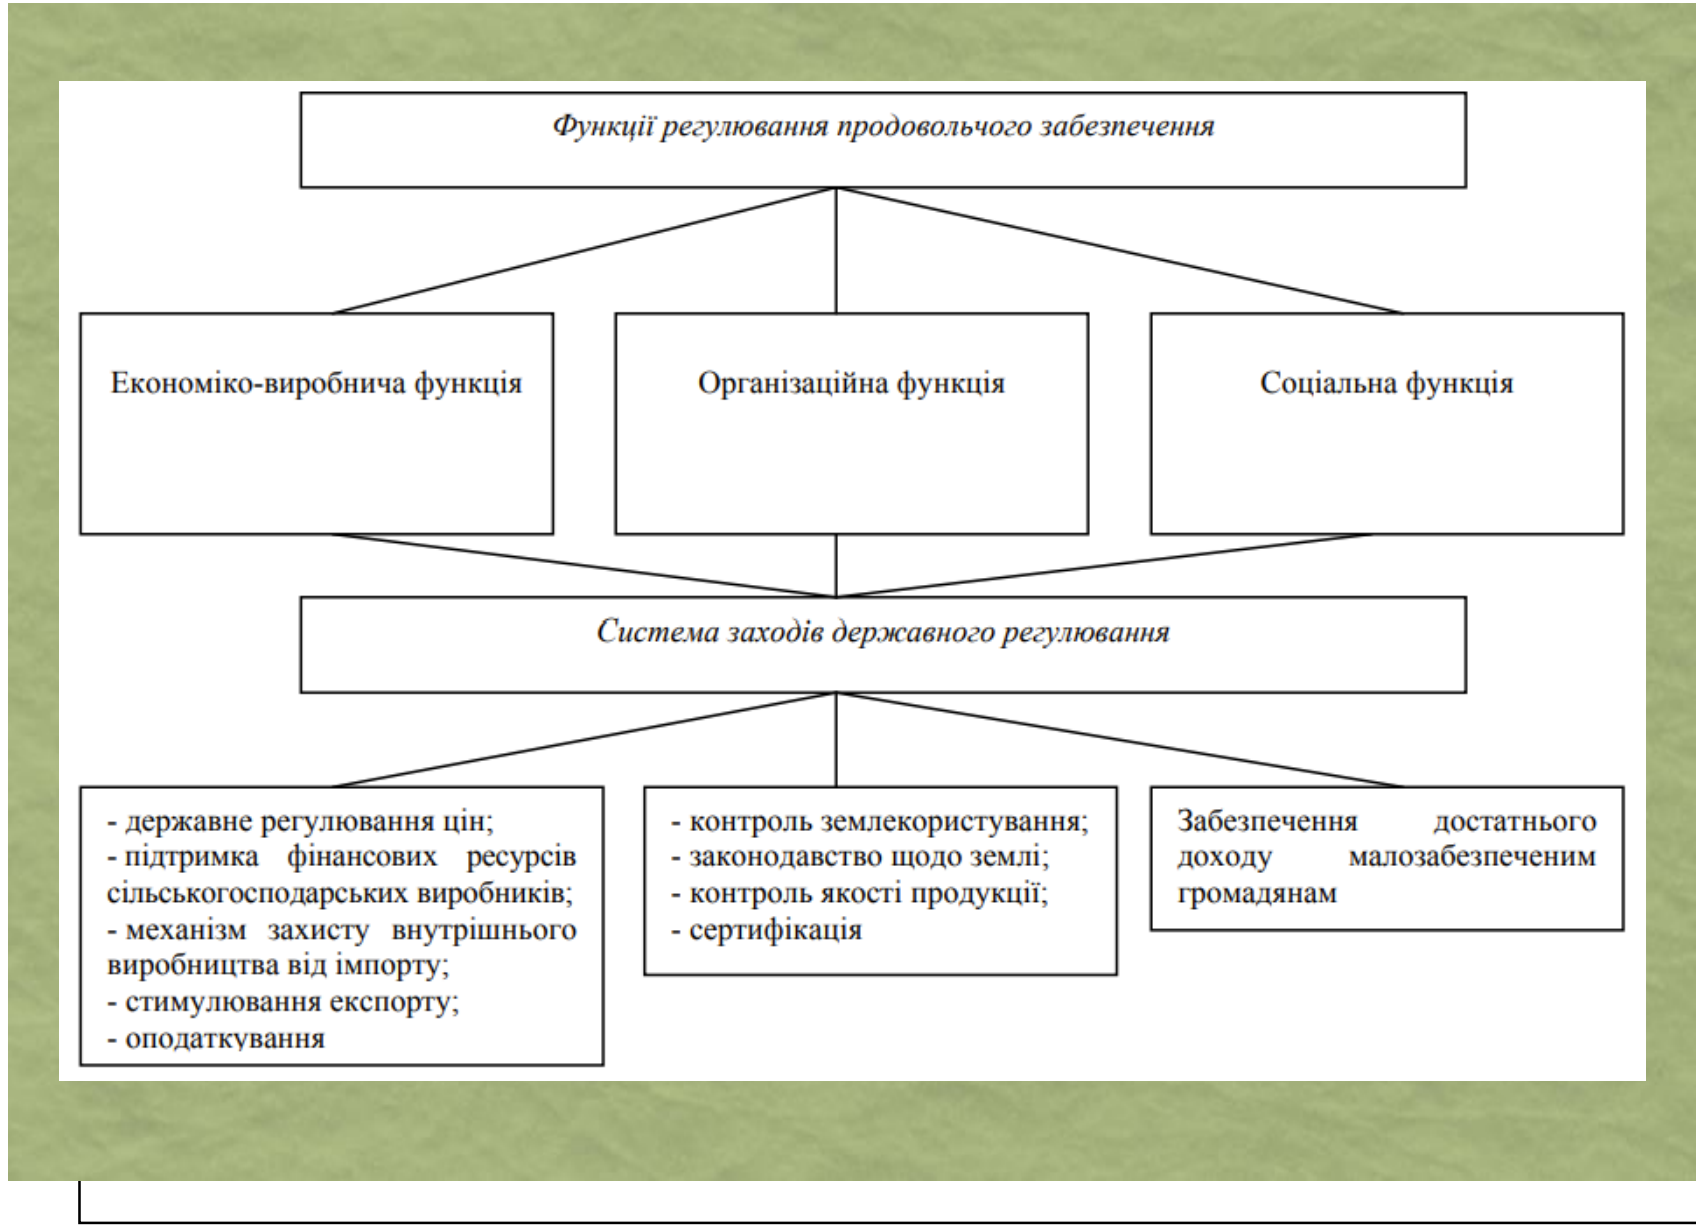 Функції регулювання продовольчого забезпечення
Економіко-виробнича функція
Організаційна функція
Соціальна функція
Система заходів державного регулювання
- державне регулювання цін;
- підтримка фінансових ресурсів
сільськогосподарських виробників;
- механізм захисту внутрішнього
виробництва від імпорту;
- стимулювання експорту;
- оподаткування
- контроль землекористування;
- законодавство щодо землі;
- контроль якості продукції;
- сертифікація
Забезпечення достатнього
доходу малозабезпеченим
громадянам